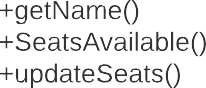 +getName()
+SeatsAvailable()
+updateSeats()